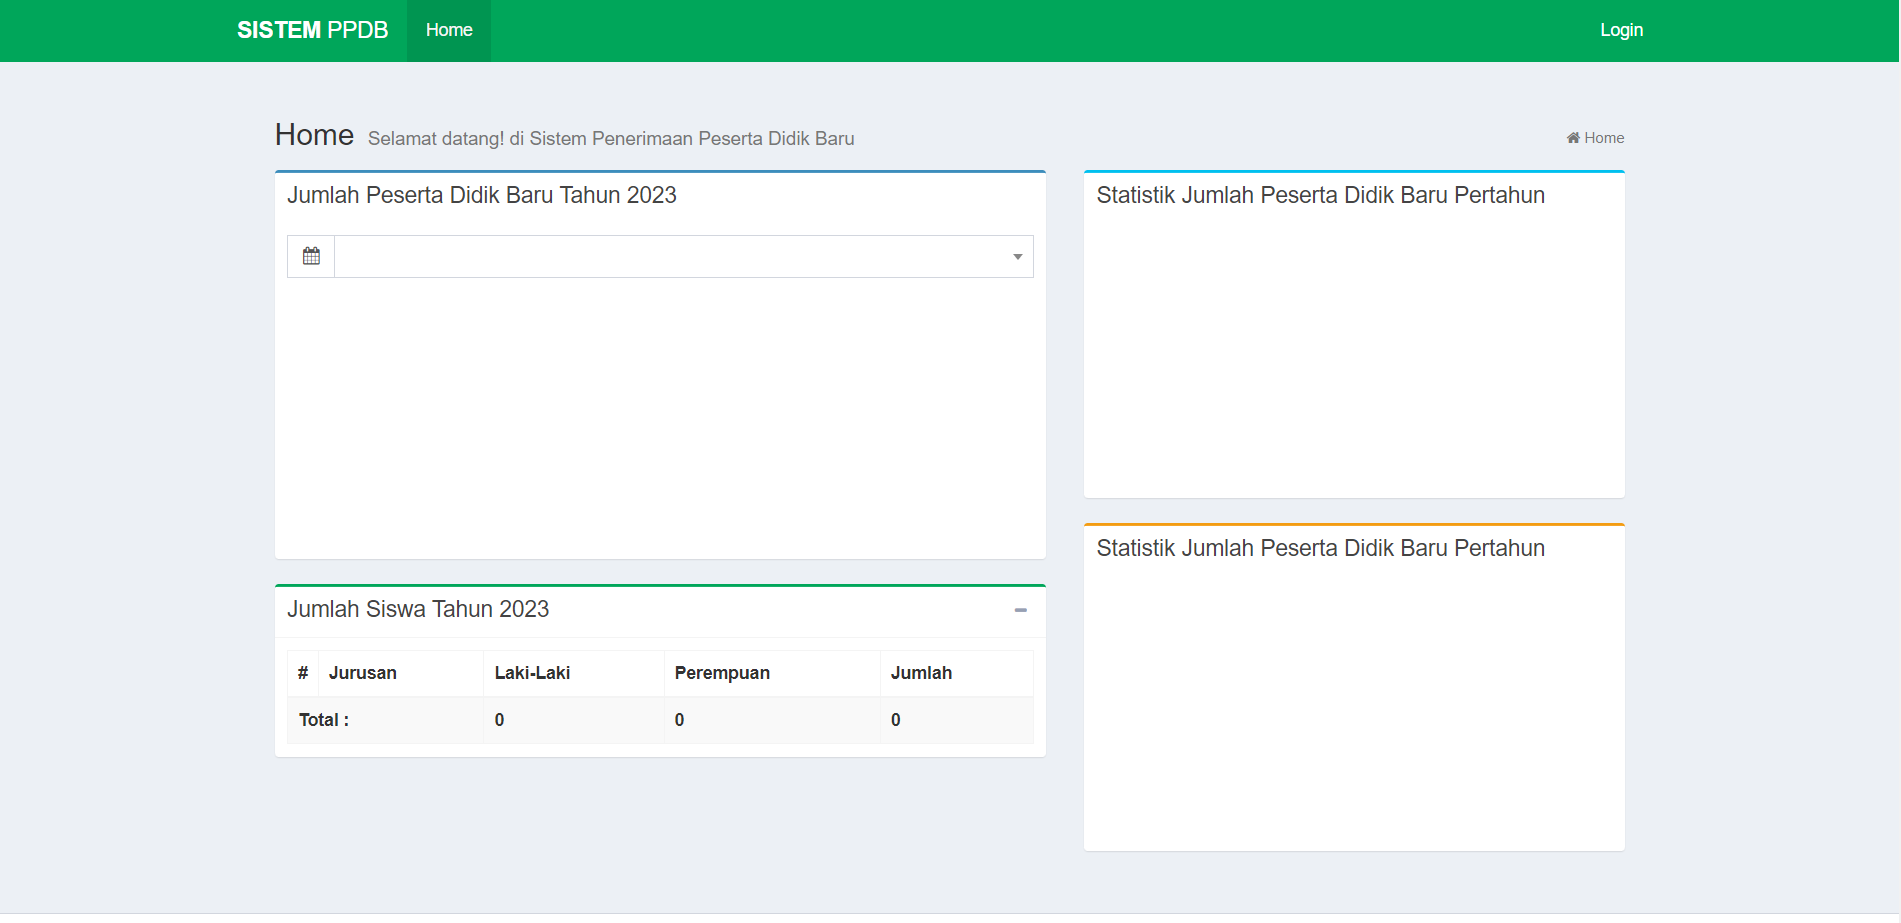 SISTEM PPDB Home Login
Home Selamat datang! di Sistem Penerimaan Peserta Didik Baru
Home
Jumlah Peserta Didik Baru Tahun 2023
Statistik Jumlah Peserta Didik Baru Pertahun
Statistik Jumlah Peserta Didik Baru Pertahun
Jumlah Siswa Tahun 2023
# Jurusan Laki-Laki Perempuan Jumlah
Total : 0 0 0